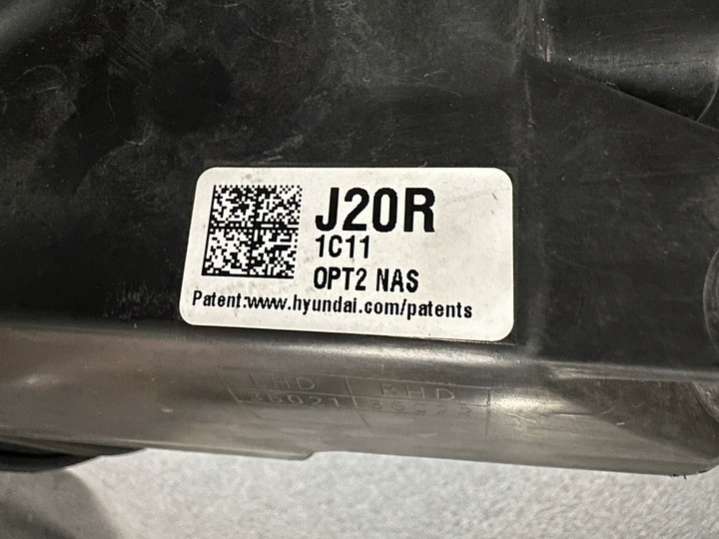 J20R
1C11
OPT2 NAS
Patent:www.hyundai.com/patents
LHD RHD